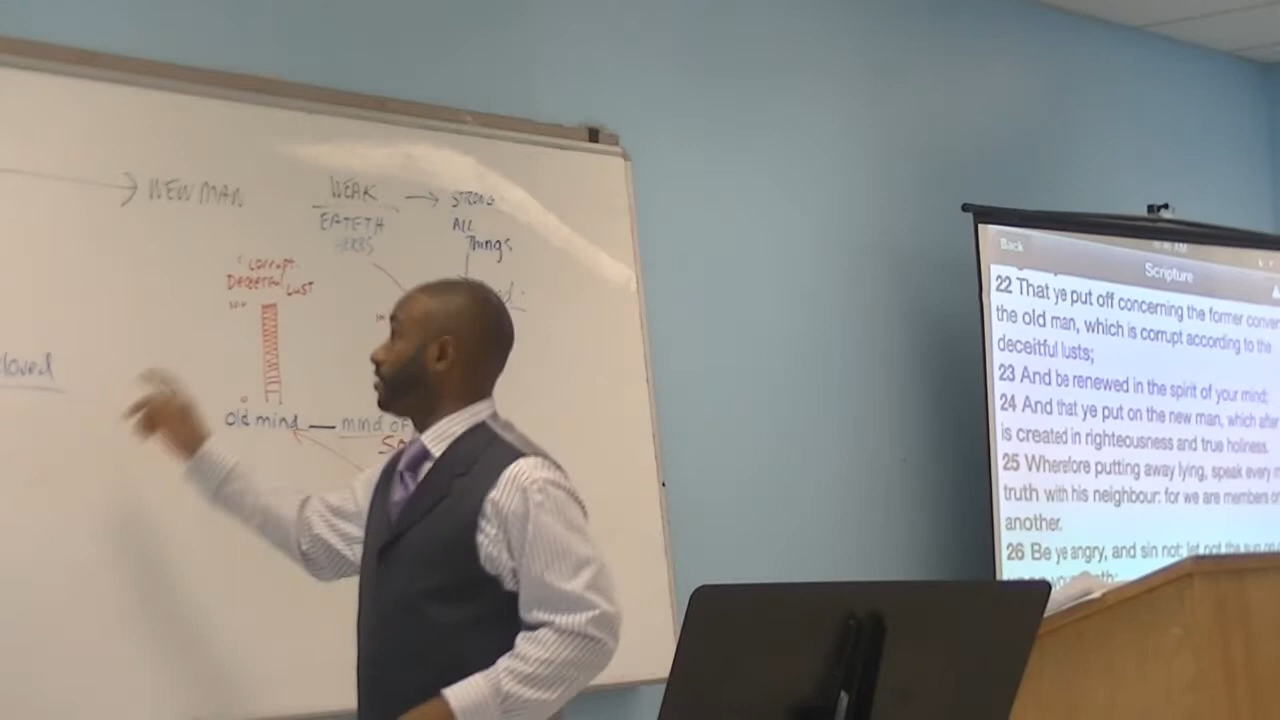 NEW MAN
WEAK
EATETH
HERBS
STRONG
ALL
Things
Corrupt
Deceitful LUST
loved
old mind — mind OF
Back
Scripture
22 That ye put off concerning the former conver
the old man, which is corrupt according to the
deceitful lusts;
23 And be renewed in the spirit of your mind;
24 And that ye put on the new man, which after
is created in righteousness and true holiness.
25 Wherefore putting away lying, speak every m
truth with his neighbour: for we are members o
another.
26 Be ye angry, and sin not: let not the sun